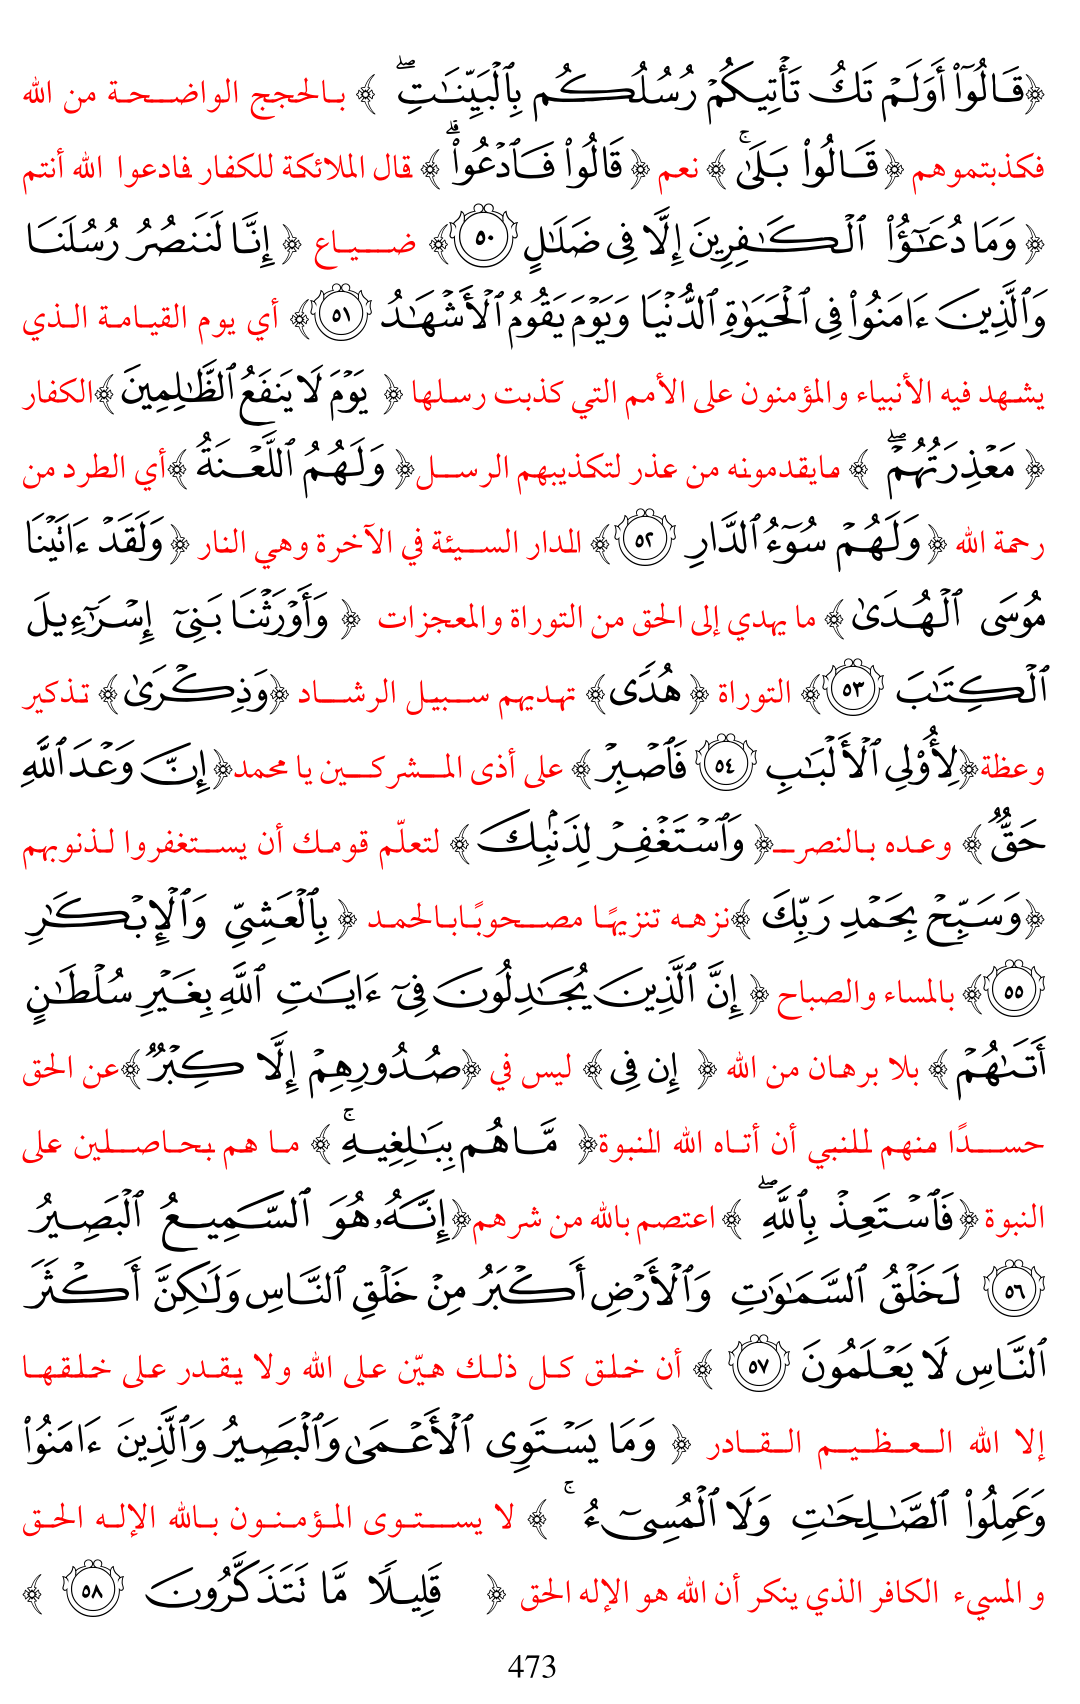 ﴿قَالُوٓا۟ أَوَلَمْ تَكُ تَأْتِيكُمْ رُسُلُكُم بِٱلْبَيِّنَٰتِ ۖ ﴾ بالحجج الواضحة من الله
فكذبتموهم ﴿ قَالُوا۟ بَلَىٰ ۚ ﴾ نعم ﴿ قَالُوا۟ فَٱدْعُوا۟ ۗ ﴾ قال الملائكة للكفار فادعوا الله أنتم
﴿ وَمَا دُعَٰٓؤُا۟ ٱلْكَٰفِرِينَ إِلَّا فِى ضَلَٰلٍ ٥٠ ﴾ ضياع ﴿ إِنَّا لَنَنصُرُ رُسُلَنَا
وَٱلَّذِينَ ءَامَنُوا۟ فِى ٱلْحَيَوٰةِ ٱلدُّنْيَا وَيَوْمَ يَقُومُ ٱلْأَشْهَٰدُ ٥١ ﴾ أي يوم القيامة الذي
يشهد فيه الأنبياء والمؤمنون على الأمم التي كذبت رسلها ﴿ يَوْمَ لَا يَنفَعُ ٱلظَّٰلِمِينَ ﴾الكفار
﴿ مَعْذِرَتُهُمْ ۖ ﴾ مايقدمونه من عذر لتكذيبهم الرسل﴿ وَلَهُمُ ٱللَّعْنَةُ ﴾أي الطرد من
رحمة الله ﴿ وَلَهُمْ سُوٓءُ ٱلدَّارِ ٥٢ ﴾ المدار السيئة في الآخرة وهي النار ﴿ وَلَقَدْ ءَاتَيْنَا
مُوسَى ٱلْهُدَىٰ ﴾ ما يهدي إلى الحق من التوراة والمعجزات ﴿ وَأَوْرَثْنَا بَنِىٓ إِسْرَٰٓءِيلَ
ٱلْكِتَٰبَ ٥٣ ﴾ التوراة ﴿ هُدًى ﴾ تهديهم سبيل الرشاد ﴿وَذِكْرَىٰ ﴾ تذكير
وعظة﴿لِأُو۟لِى ٱلْأَلْبَٰبِ ٥٤ فَٱصْبِرْ ﴾ على أذى المشركين يا محمد﴿إِنَّ وَعْدَ ٱللَّهِ
حَقٌّ ﴾ وعده بالنصرـ﴿ وَٱسْتَغْفِرْ لِذَنۢبِكَ ﴾ لتعلّم قومك أن يستغفروا لذنوبهم
﴿وَسَبِّحْ بِحَمْدِ رَبِّكَ ﴾نزهه تنزيهًا مصحوبًابالحمد ﴿ بِٱلْعَشِىِّ وَٱلْإِبْكَٰرِ
٥٥ ﴾ بالمساء والصباح ﴿ إِنَّ ٱلَّذِينَ يُجَٰدِلُونَ فِىٓ ءَايَٰتِ ٱللَّهِ بِغَيْرِ سُلْطَٰنٍ
أَتَىٰهُمْ ﴾ بلا برهان من الله ﴿ إِن فِى ﴾ ليس في ﴿صُدُورِهِمْ إِلَّا كِبْرٌ ﴾عن الحق
حسدًا منهم للنبي أن أتاه الله النبوة﴿ مَّا هُم بِبَٰلِغِيهِ ۚ ﴾ ما هم بحاصلين على
النبوة ﴿فَٱسْتَعِذْ بِٱللَّهِ ۖ ﴾ اعتصم بالله من شرهم﴿إِنَّهُۥ هُوَ ٱلسَّمِيعُ ٱلْبَصِيرُ
٥٦ لَخَلْقُ ٱلسَّمَٰوَٰتِ وَٱلْأَرْضِ أَكْبَرُ مِنْ خَلْقِ ٱلنَّاسِ وَلَٰكِنَّ أَكْثَرَ
ٱلنَّاسِ لَا يَعْلَمُونَ ٥٧ ﴾ أن خلق كل ذلك هيّن على الله ولا يقدر على خلقها
إلا الله العظيم القادر ﴿ وَمَا يَسْتَوِى ٱلْأَعْمَىٰ وَٱلْبَصِيرُ وَٱلَّذِينَ ءَامَنُوا۟
وَعَمِلُوا۟ ٱلصَّٰلِحَٰتِ وَلَا ٱلْمُسِىٓءُ ۚ ﴾ لا يستوى المؤمنون بالله الإله الحق
و المسيء الكافر الذي ينكر أن الله هو الإله الحق ﴿ قَلِيلًا مَّا تَتَذَكَّرُونَ ٥٨ ﴾
473